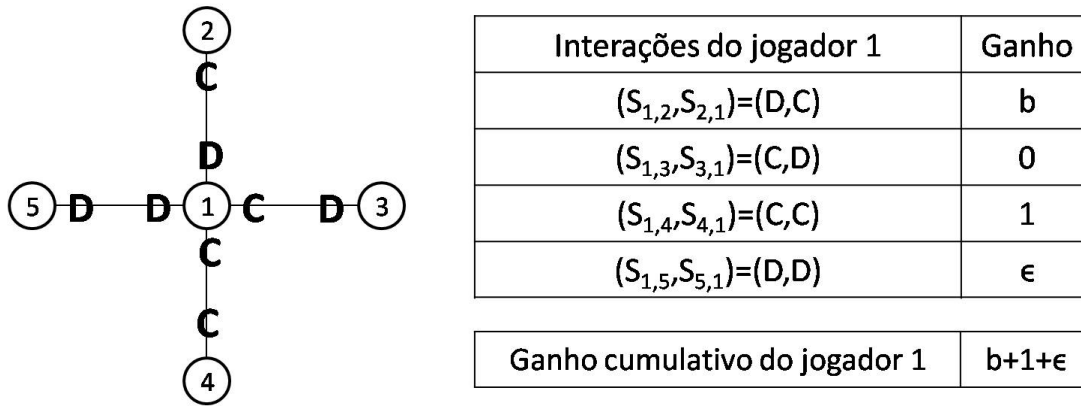 2
C
D
5 D D 1 C D 3
C
C
4
Interações do jogador 1 Ganho
(S1,2,S2,1)=(D,C) b
(S1,3,S3,1)=(C,D) 0
(S1,4,S4,1)=(C,C) 1
(S1,5,S5,1)=(D,D) ϵ
Ganho cumulativo do jogador 1 b+1+ϵ